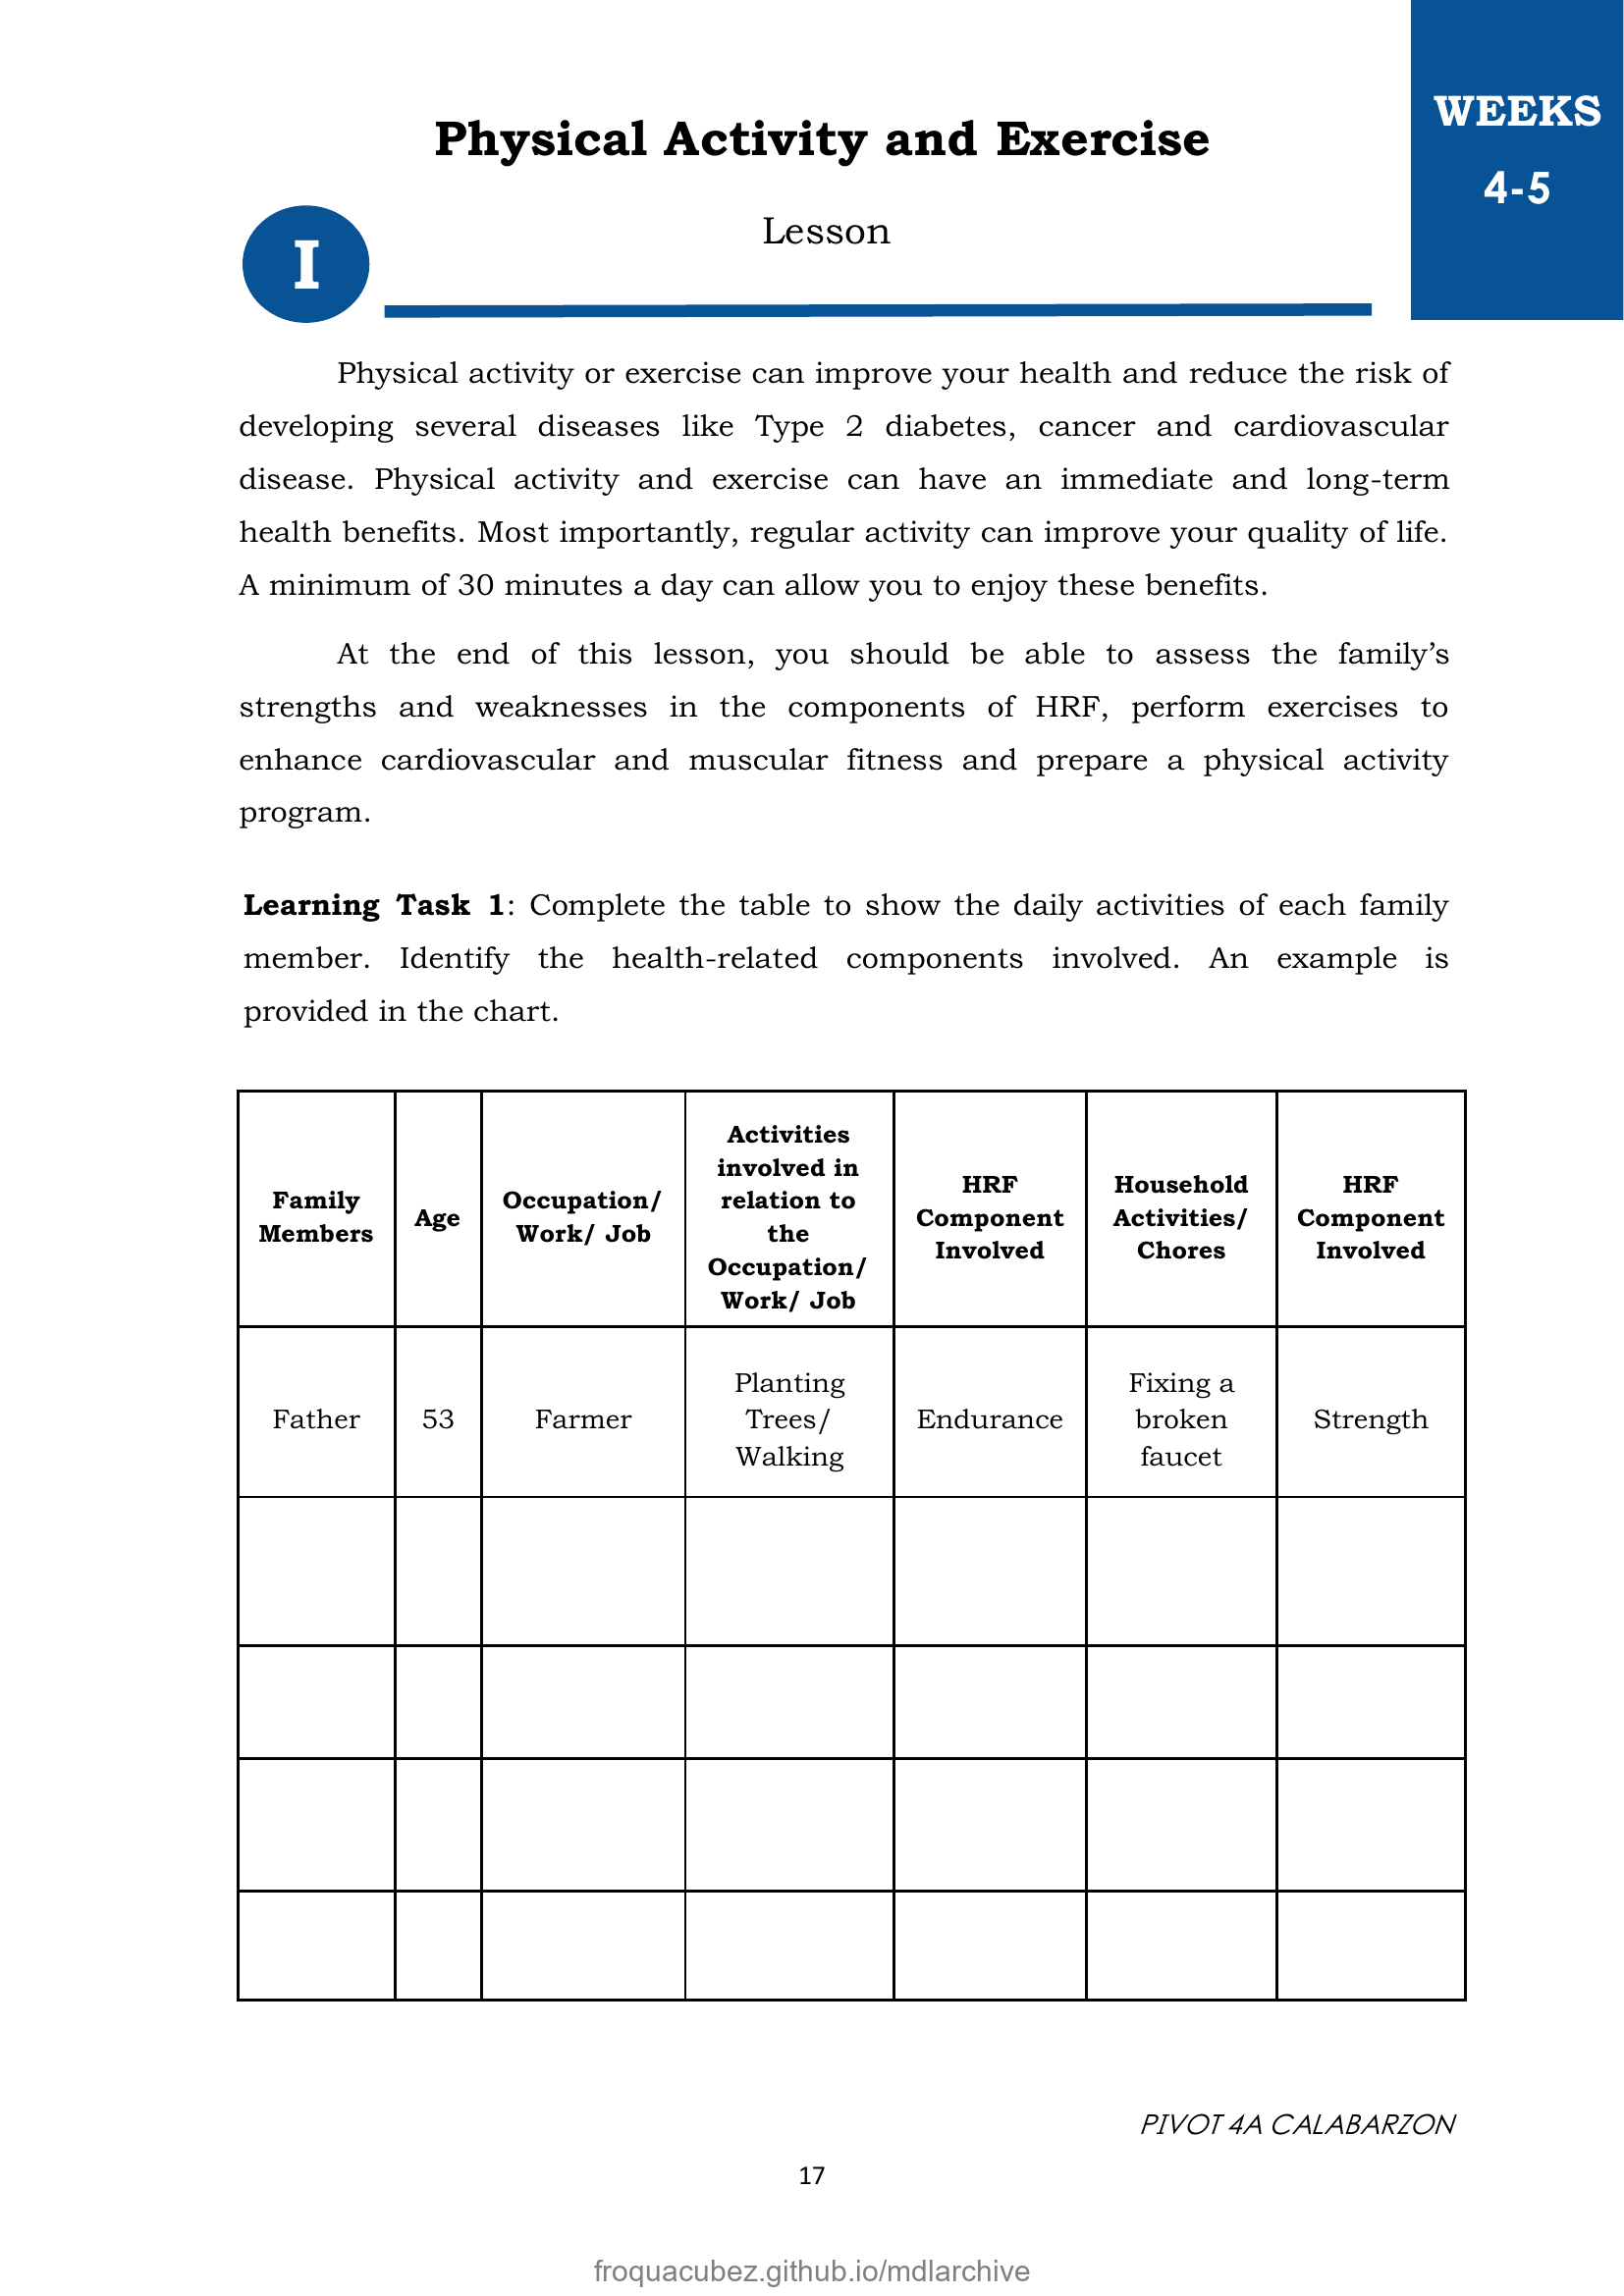 WEEKS
4-5
Physical Activity and Exercise
Lesson
I
Physical activity or exercise can improve your health and reduce the risk of
developing several diseases like Type 2 diabetes, cancer and cardiovascular
disease. Physical activity and exercise can have an immediate and long-term
health benefits. Most importantly, regular activity can improve your quality of life.
A minimum of 30 minutes a day can allow you to enjoy these benefits.
At the end of this lesson, you should be able to assess the family’s
strengths and weaknesses in the components of HRF, perform exercises to
enhance cardiovascular and muscular fitness and prepare a physical activity
program.
Learning Task 1: Complete the table to show the daily activities of each family
member. Identify the health-related components involved. An example is
provided in the chart.
Family
Members
Age
Occupation/
Work/ Job
Activities
involved in
relation to
the
Occupation/
Work/ Job
HRF
Component
Involved
Household
Activities/
Chores
HRF
Component
Involved
Father
53
Farmer
Planting
Trees/
Walking
Endurance
Fixing a
broken
faucet
Strength
PIVOT 4A CALABARZON
17
froquacubez.github.io/mdlarchive